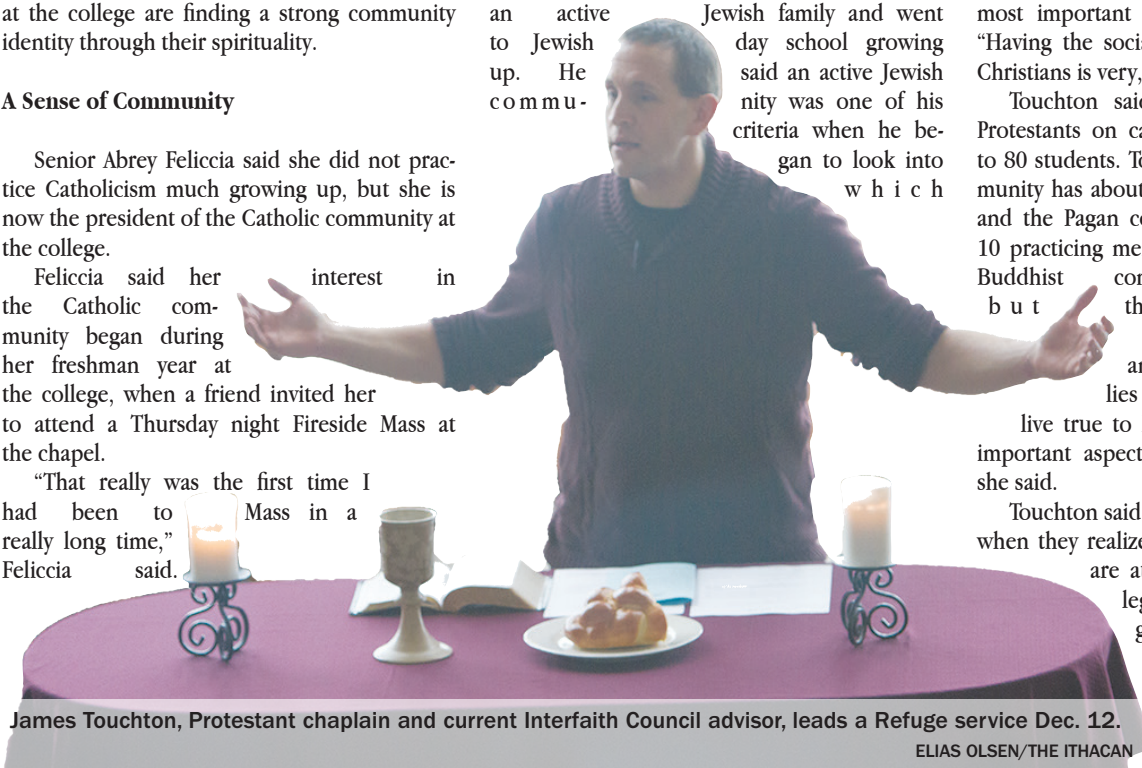 at the college are finding a strong community
identity through their spirituality.
A Sense of Community
Senior Abrey Feliccia said she did not prac-
tice Catholicism much growing up, but she is
now the president of the Catholic community at
the college.
Feliccia said her interest in
the Catholic com-
munity began during
her freshman year at
the college, when a friend invited her
to attend a Thursday night Fireside Mass at
the chapel.
“That really was the first time I
had been to Mass in a
really long time,”
Feliccia said.
an active Jewish family and went
to Jewish day school growing
up. He said an active Jewish
commu- nity was one of his
criteria when he be-
gan to look into
which
most important
“Having the soci
Christians is very,
Touchton said
Protestants on ca
to 80 students. To
munity has about
and the Pagan co
10 practicing me
Buddhist con
but th
an
lies
live true to
important aspect
she said.
Touchton said
when they realize
are a
leg
g
James Touchton, Protestant chaplain and current Interfaith Council advisor, leads a Refuge service Dec. 12.
ELIAS OLSEN/THE ITHACAN